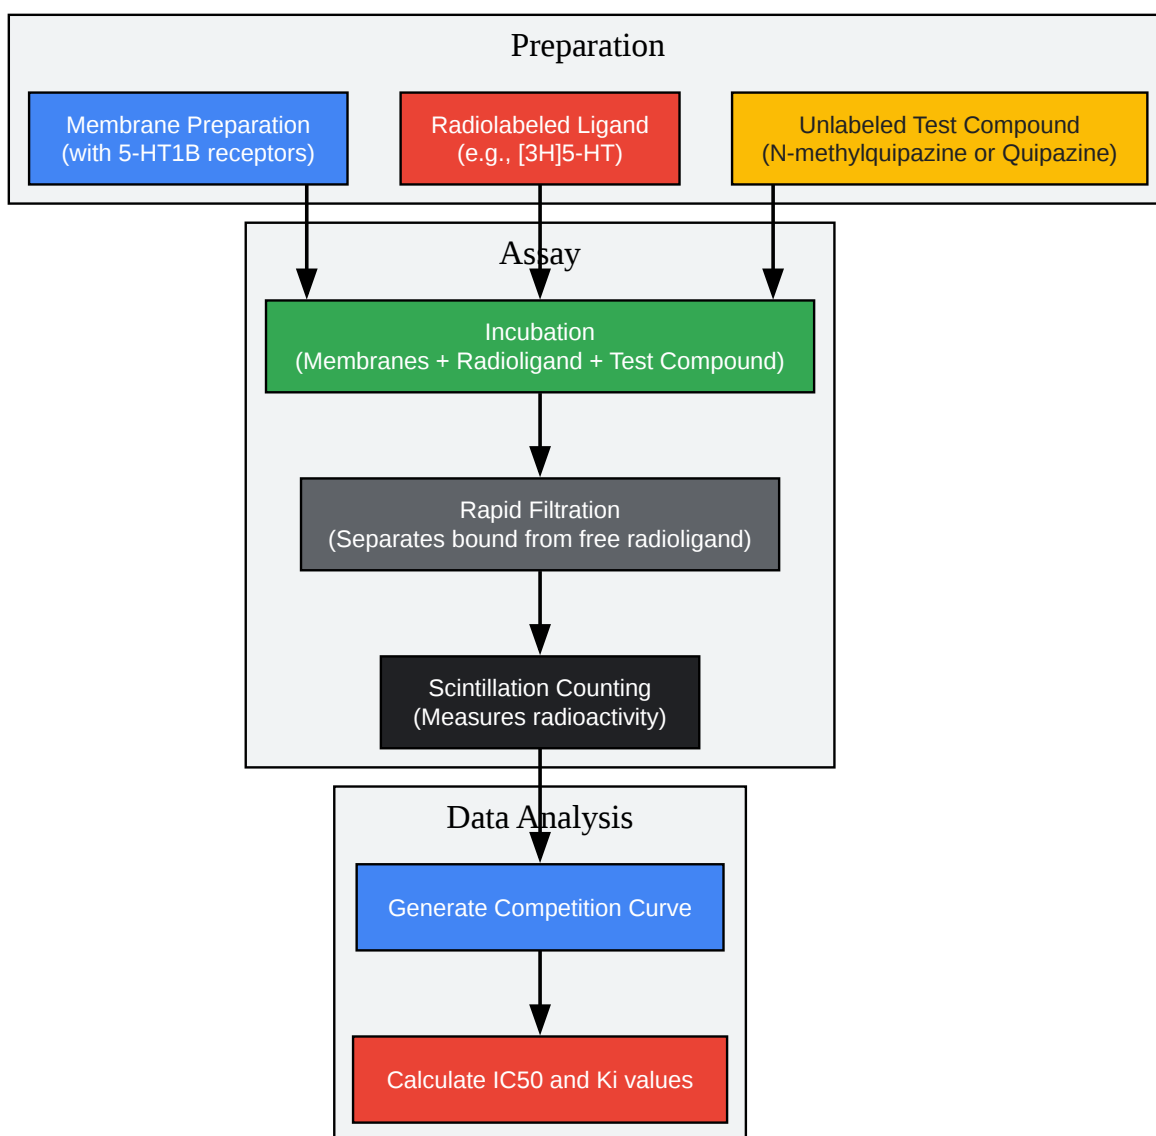 Preparation
Membrane Preparation
(with 5-HT1B receptors)
Radiolabeled Ligand
(e.g., [3H]5-HT)
Unlabeled Test Compound
(N-methylquipazine or Quipazine)
Assay
Incubation
(Membranes + Radioligand + Test Compound)
Rapid Filtration
(Separates bound from free radioligand)
Scintillation Counting
(Measures radioactivity)
Data Analysis
Generate Competition Curve
Calculate IC50 and Ki values